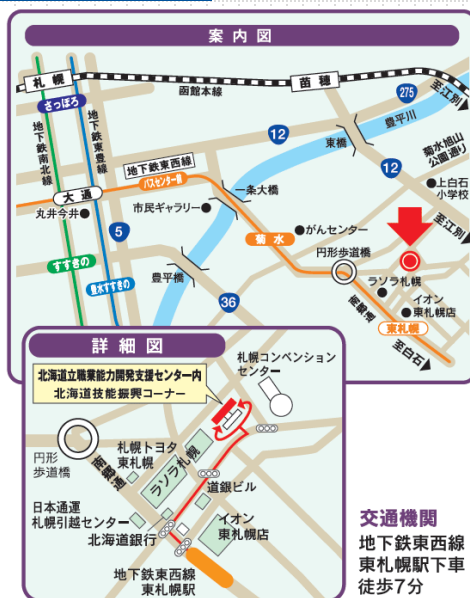 案内図
札幌
さっぽろ
函館本線
苗穂
275
至江別
豊平川
地下鉄南北線
地下鉄東豊線
12
東橋
菊水旭山
公園通り
12
上白石
小学校
地下鉄東西線
バスセンター前
大通
丸井今井
一条大橋
市民ギャラリー
5
がんセンター
菊水
至江別
円形歩道橋
すすきの
豊水すすきの
豊平橋
ラソラ札幌
イオン
東札幌店
36
南郷通
東札幌
至白石
詳細図
北海道立職業能力開発支援センター内
北海道技能振興コーナー
札幌コンベンション
センター
円形
歩道橋
南郷通
札幌トヨタ
東札幌
ラソラ札幌
道銀ビル
日本通運
札幌引越センター
北海道銀行
イオン
東札幌店
地下鉄東西線
東札幌駅
交通機関
地下鉄東西線
東札幌駅下車
徒歩7分